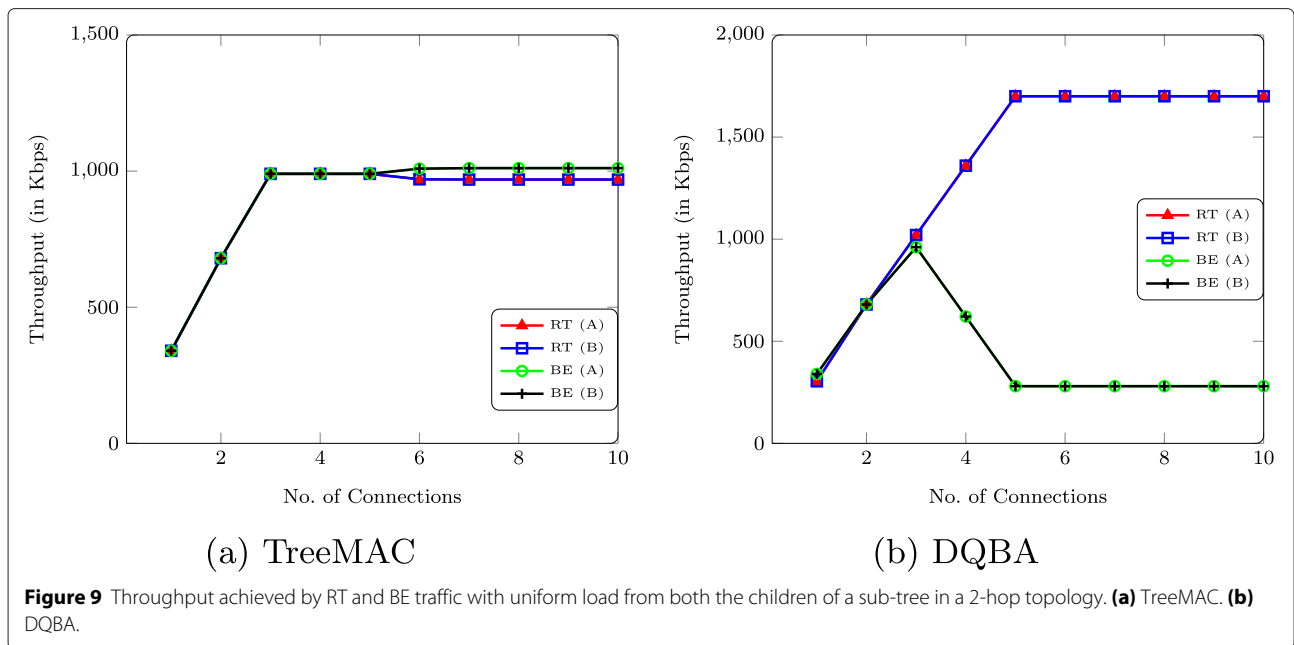 1,500
1,000
500
0
2
4
6
8
10
Throughput (in Kbps)
No. of Connections
RT (A)
RT (B)
BE (A)
BE (B)
(a) TreeMAC
2,000
1,500
1,000
500
0
2
4
6
8
10
Throughput (in Kbps)
No. of Connections
RT (A)
RT (B)
BE (A)
BE (B)
(b) DQBA
Figure 9 Throughput achieved by RT and BE traffic with uniform load from both the children of a sub-tree in a 2-hop topology. (a) TreeMAC. (b)
DQBA.